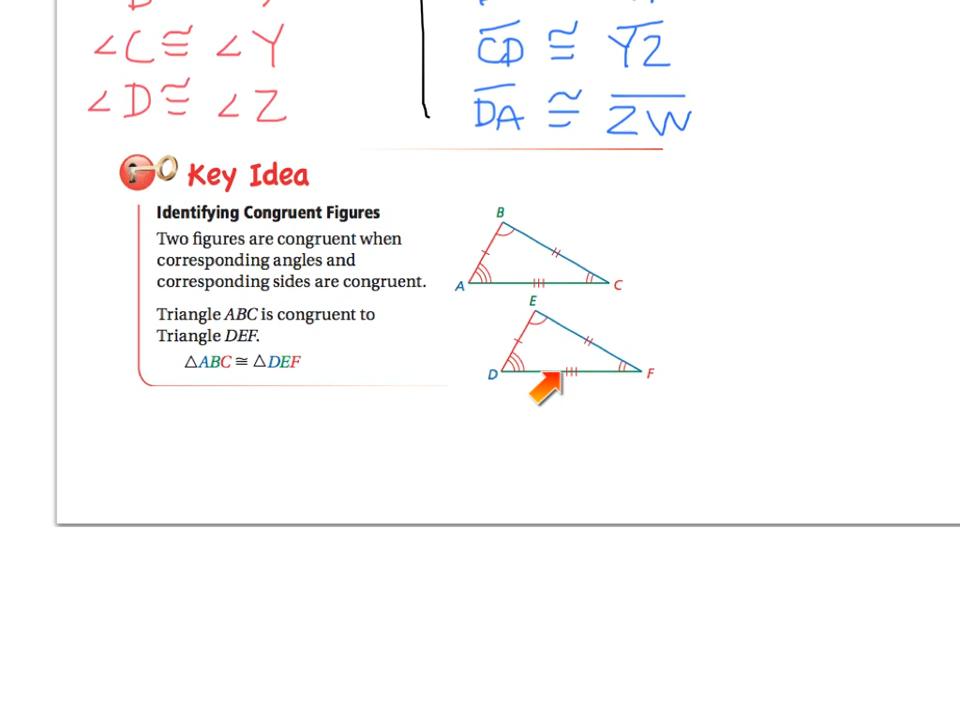 ∠C ≅ ∠Y
∠D ≅ ∠Z
CD ≅ YZ
DA ≅ ZW
Key Idea
Identifying Congruent Figures
Two figures are congruent when
corresponding angles and
corresponding sides are congruent.
Triangle ABC is congruent to
Triangle DEF.
△ABC ≅ △DEF
B
A
C
E
D
F